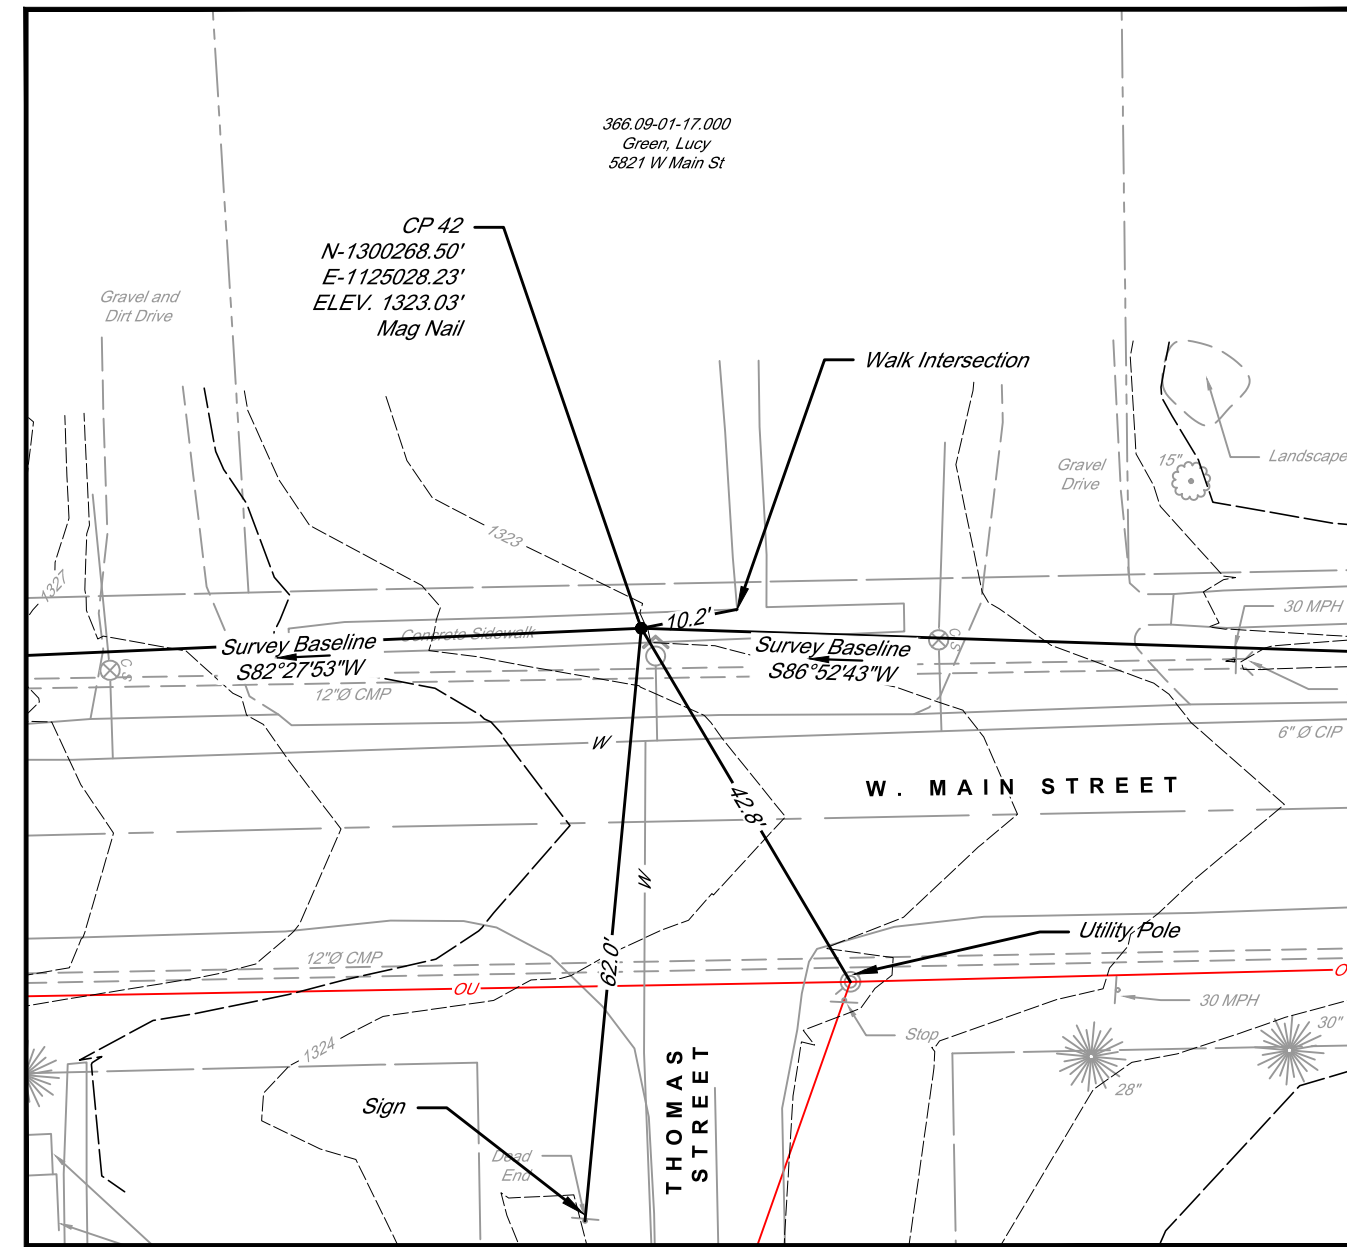 366.09-01-17.000
Green, Lucy
5821 W Main St
CP 42
N-1300268.50'
E-1125028.23'
ELEV. 1323.03'
Mag Nail
Gravel and
Dirt Drive
Walk Intersection
Gravel
Drive
15"
Landscape
1323
1327
30 MPH
10.2'
Concrete Sidewalk
Survey Baseline
S82°27'53"W
Survey Baseline
S86°52'43"W
C/S
C/S
12"Ø CMP
6" Ø CIP
W
W. MAIN STREET
42.8'
W
Utility Pole
12"Ø CMP
62.0'
OU
O
30 MPH
Stop
30"
1324
28"
Sign
THOMAS
STREET
Dead
End